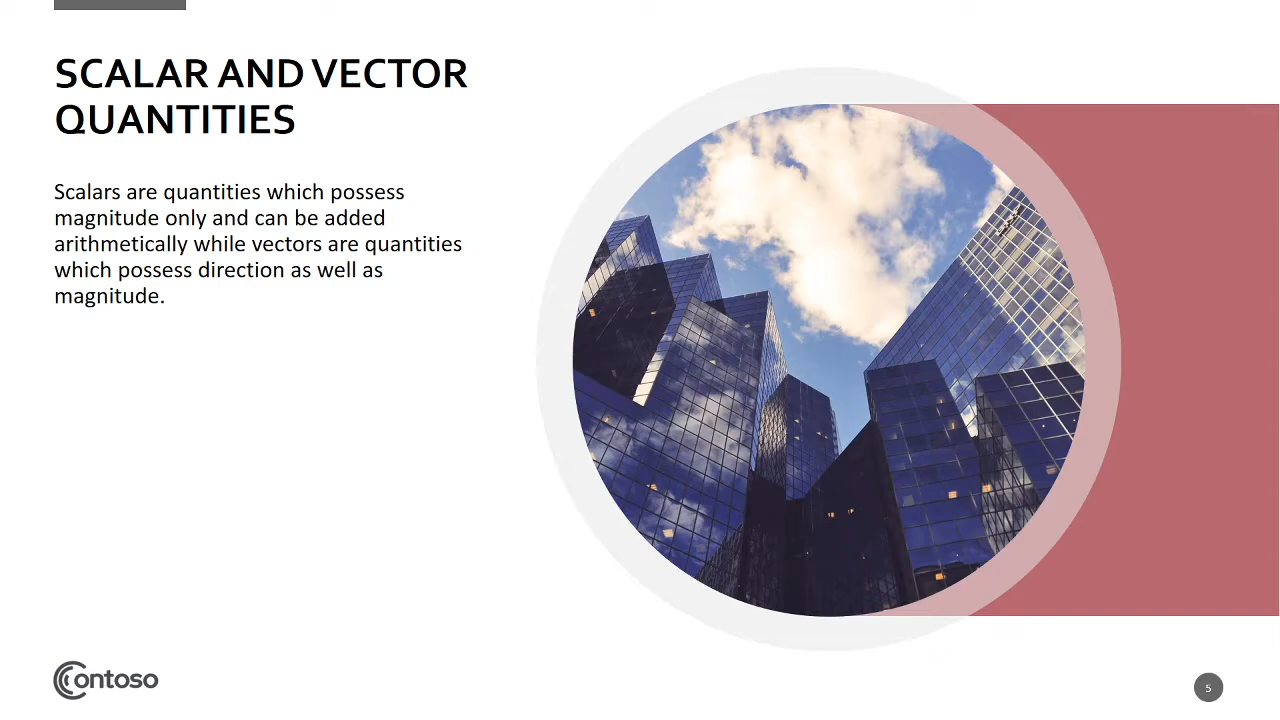 SCALAR AND VECTOR
QUANTITIES
Scalars are quantities which possess
magnitude only and can be added
arithmetically while vectors are quantities
which possess direction as well as
magnitude.
Contoso
5